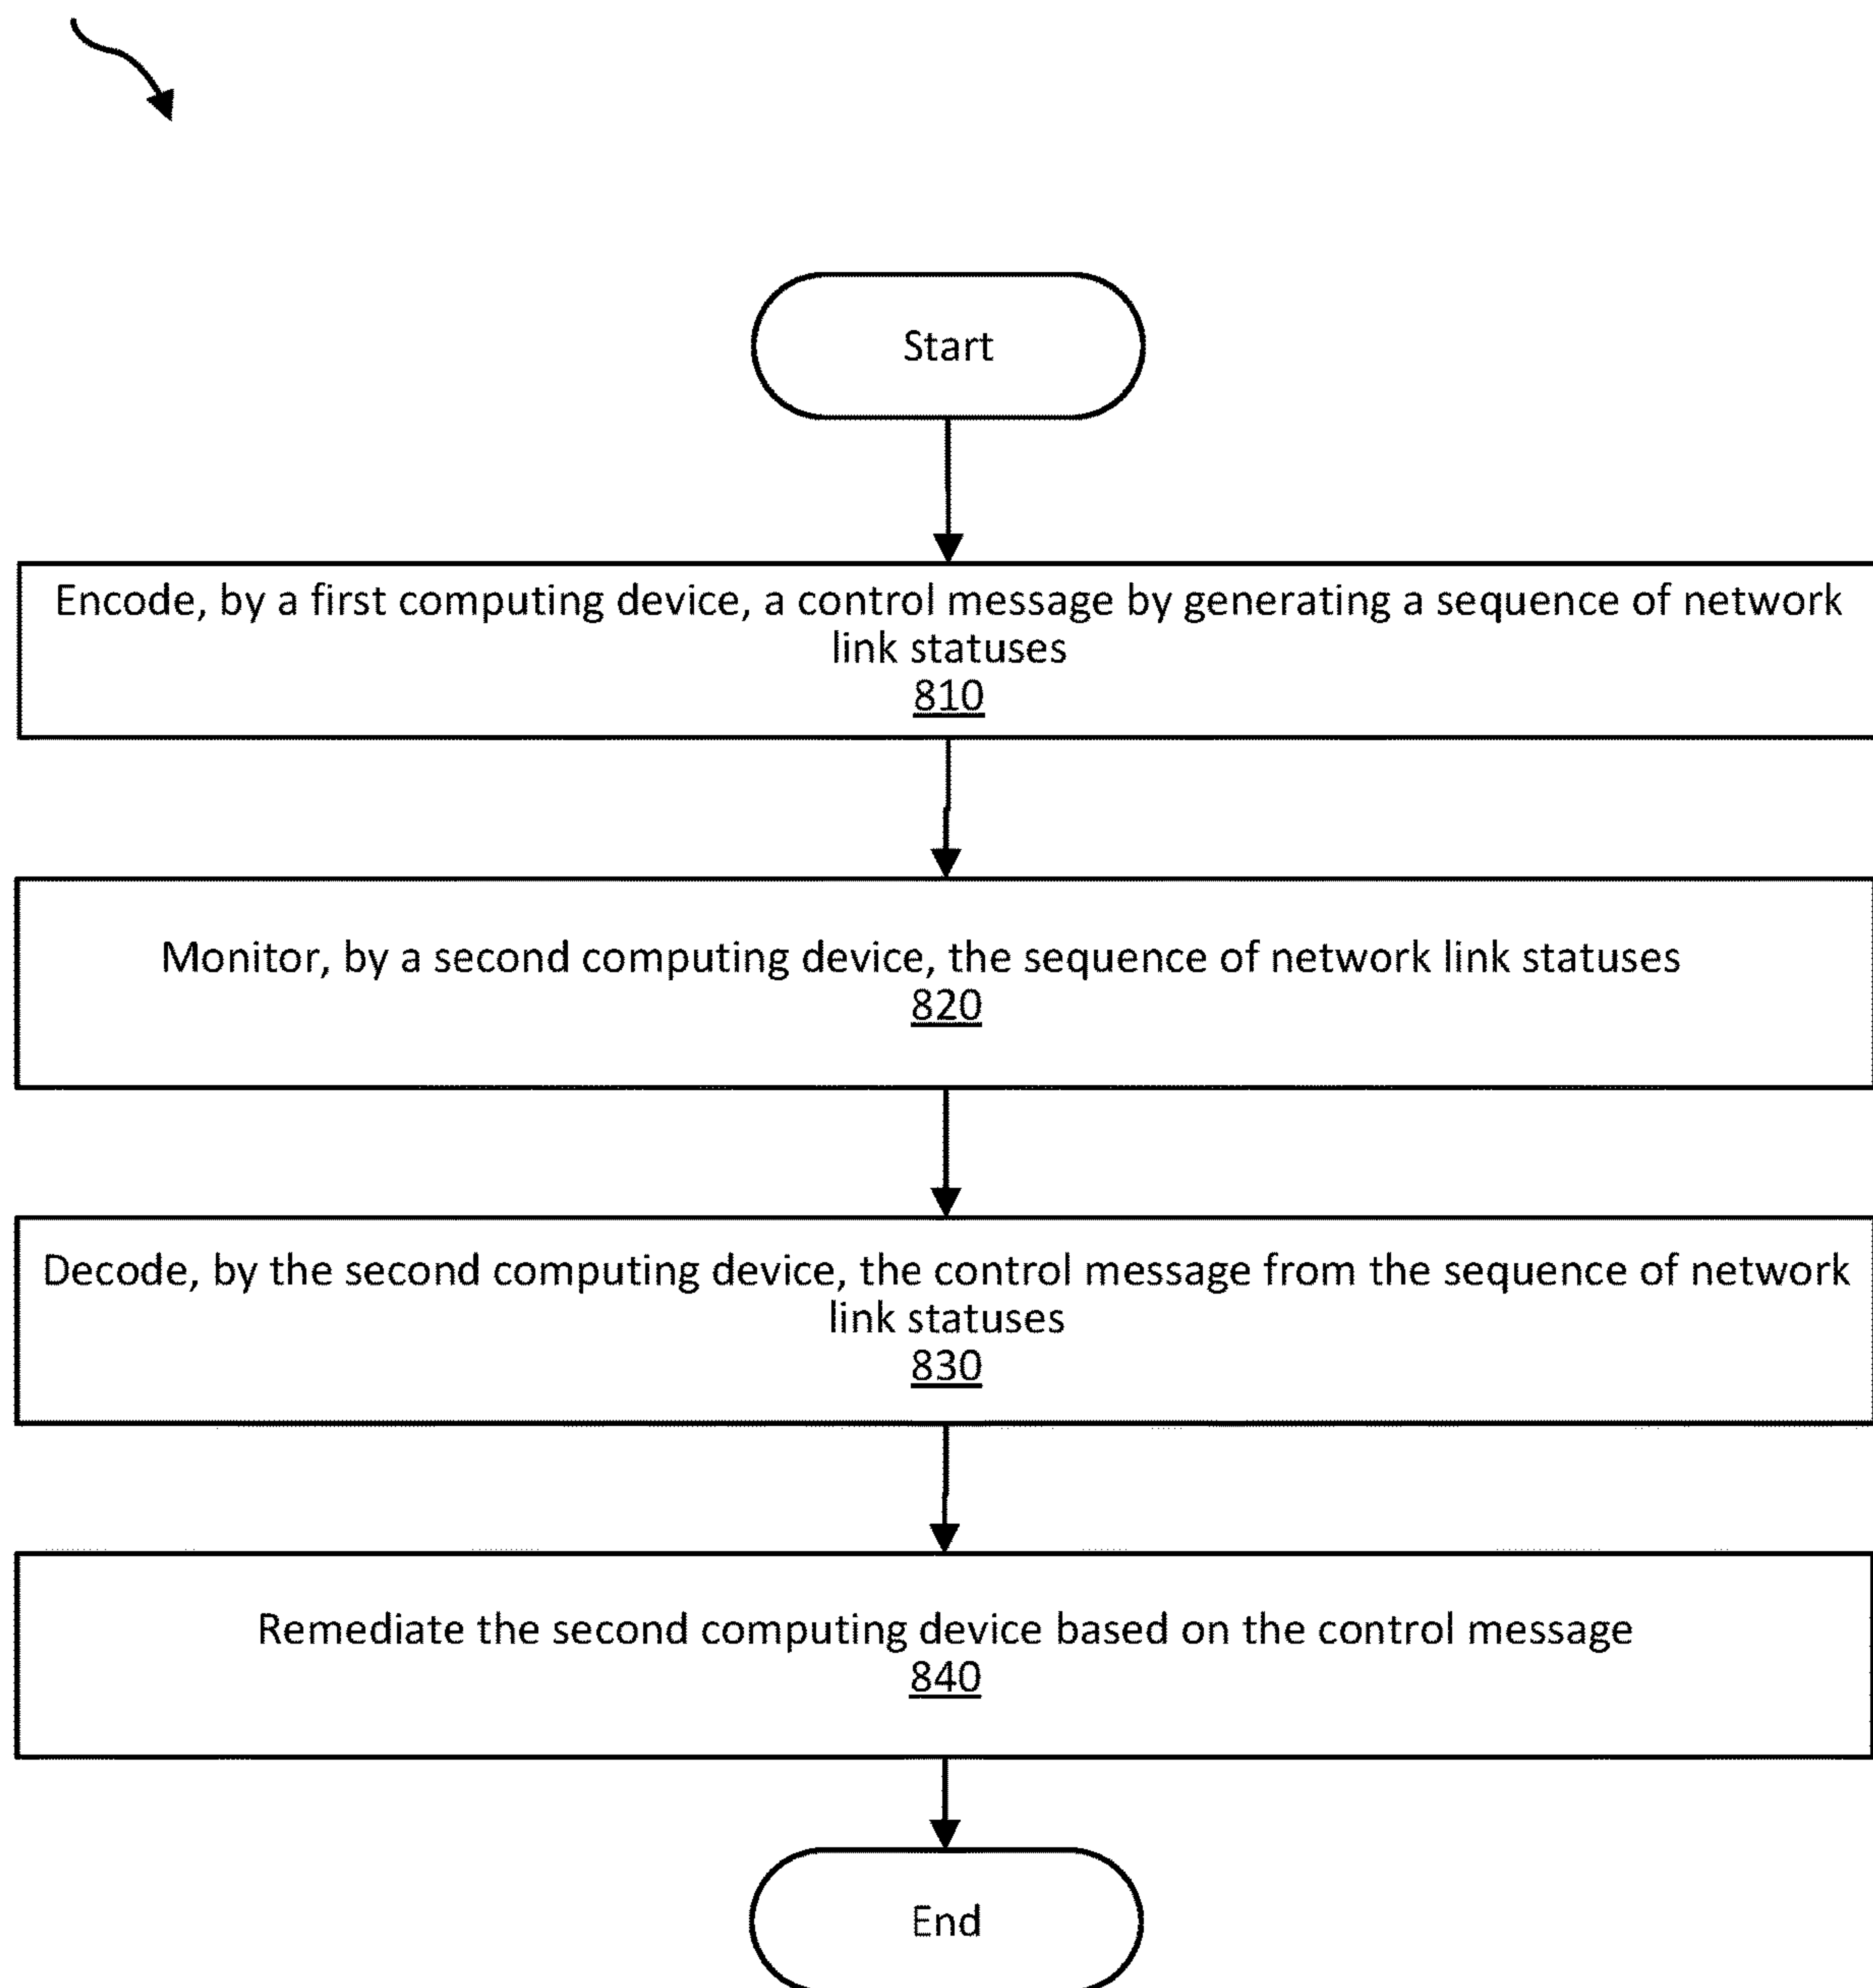 Start
Encode, by a first computing device, a control message by generating a sequence of network
link statuses
810
Monitor, by a second computing device, the sequence of network link statuses
820
Decode, by the second computing device, the control message from the sequence of network
link statuses
830
Remediate the second computing device based on the control message
840
End